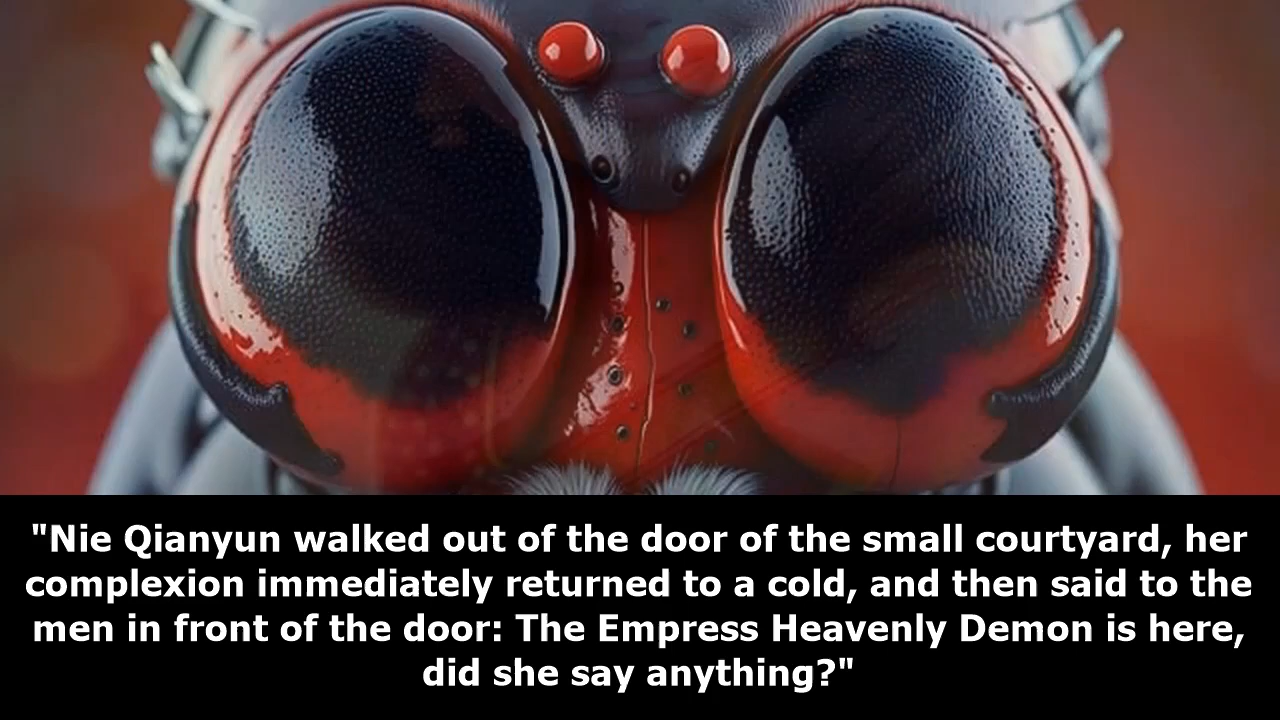 "Nie Qianyun walked out of the door of the small courtyard, her
complexion immediately returned to a cold, and then said to the
men in front of the door: The Empress Heavenly Demon is here,
did she say anything?"